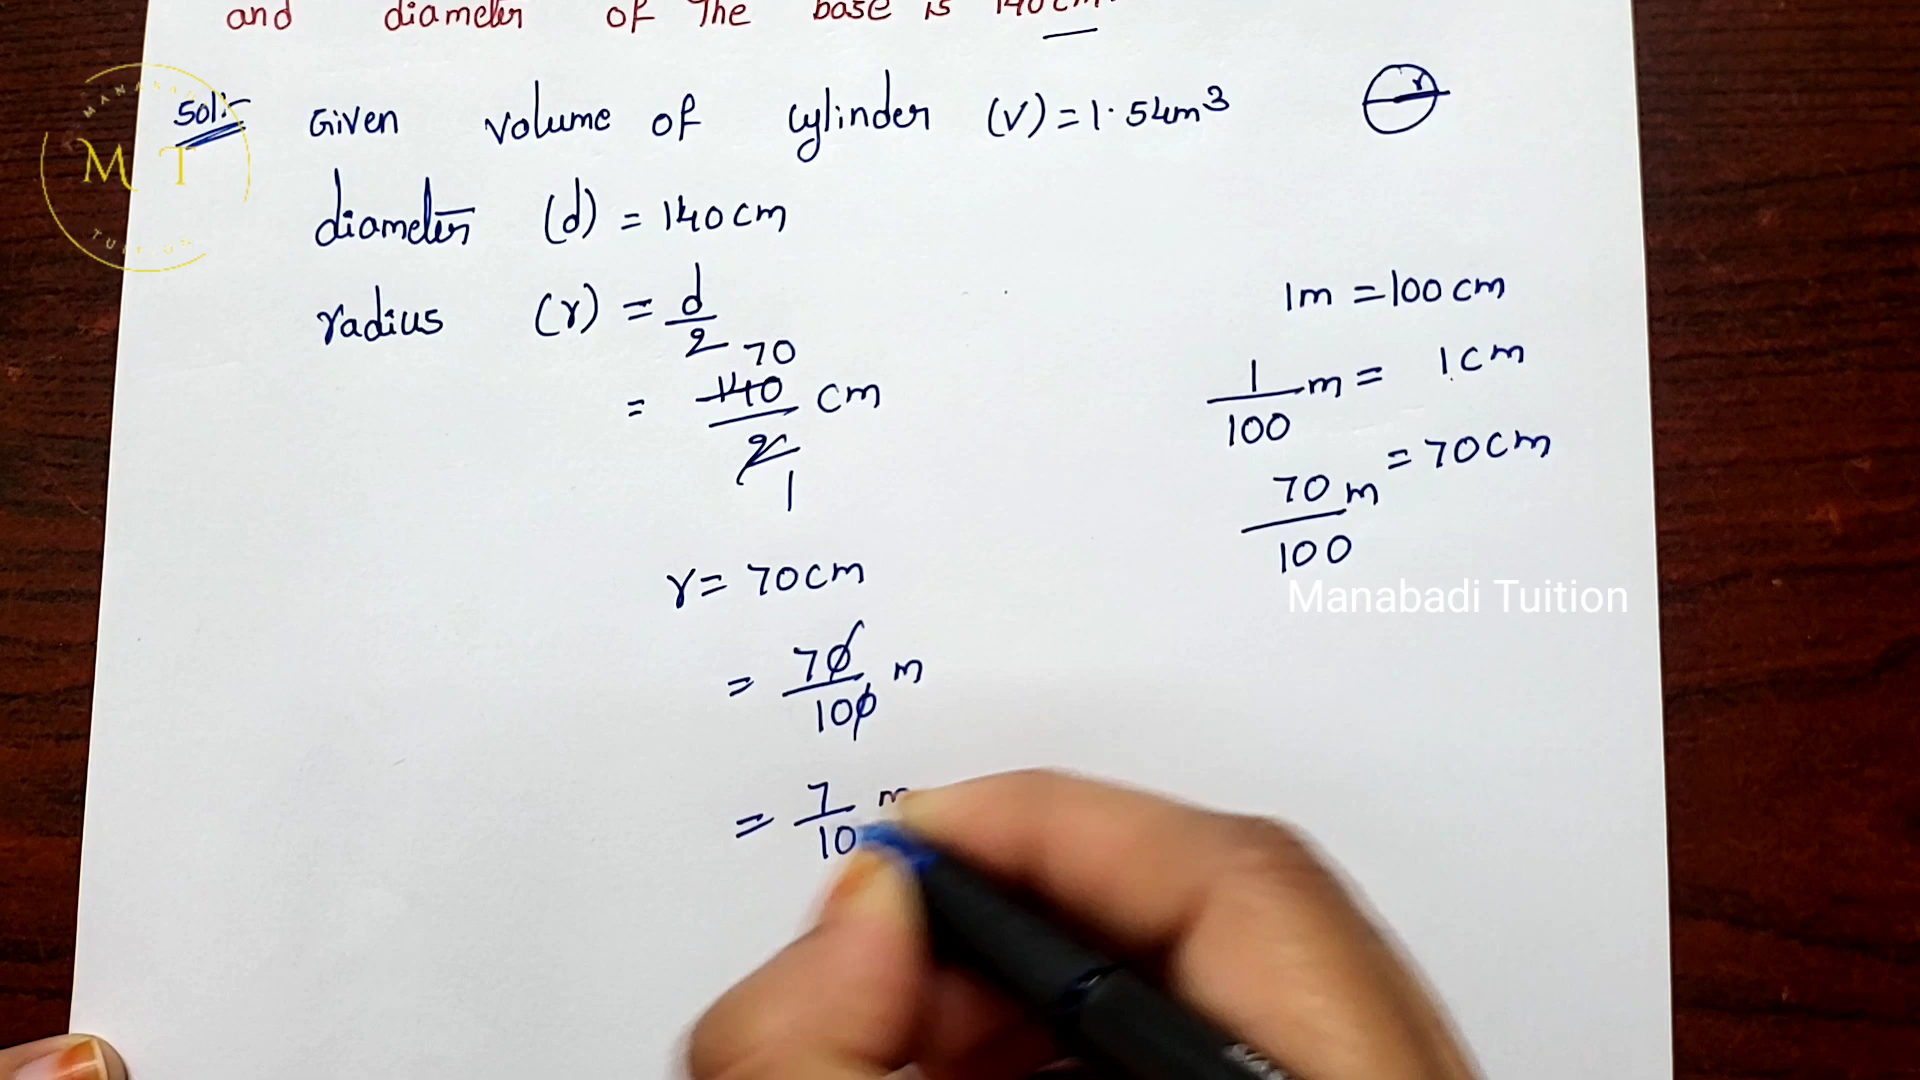 and diameter of the base is 140cm.
Sol:- Given volume of cylinder (V) = 1.54m³
r
MANABADI
M T
TUITION
diameter (d) = 140cm
radius (r) = d/2
= 140/2 cm
70
1
1m = 100cm
1/100 m = 1cm
70/100 m = 70cm
r = 70cm
= 70/100 m
= 7/10 m
Manabadi Tuition